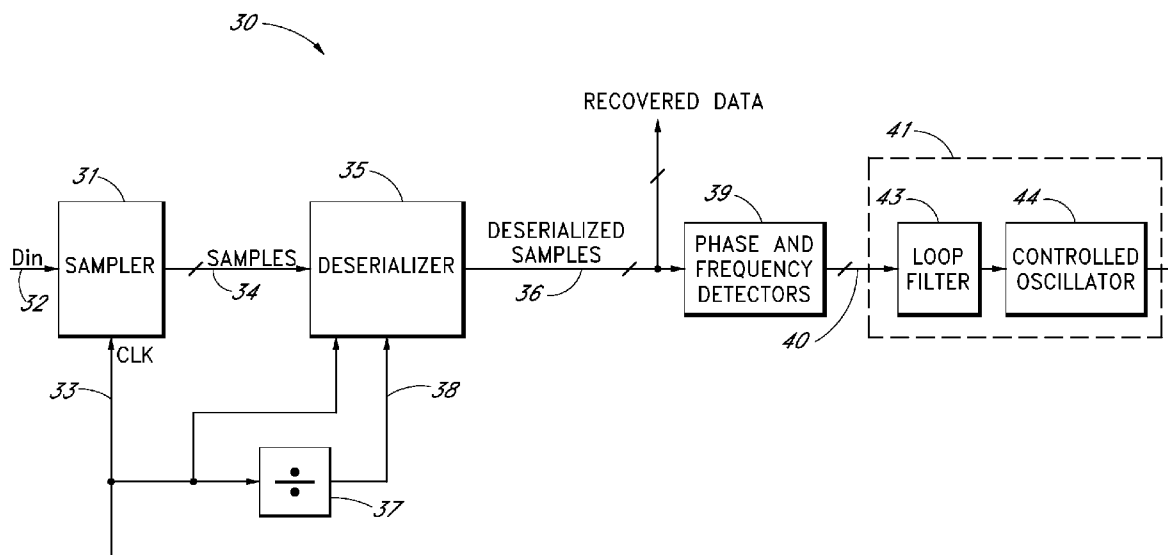 30
RECOVERED DATA
41
31
35
39
43
44
Din
SAMPLER
SAMPLES
DESERIALIZER
DESERIALIZED
SAMPLES
PHASE AND
FREQUENCY
DETECTORS
LOOP
FILTER
CONTROLLED
OSCILLATOR
32
34
36
40
CLK
33
38
÷
37